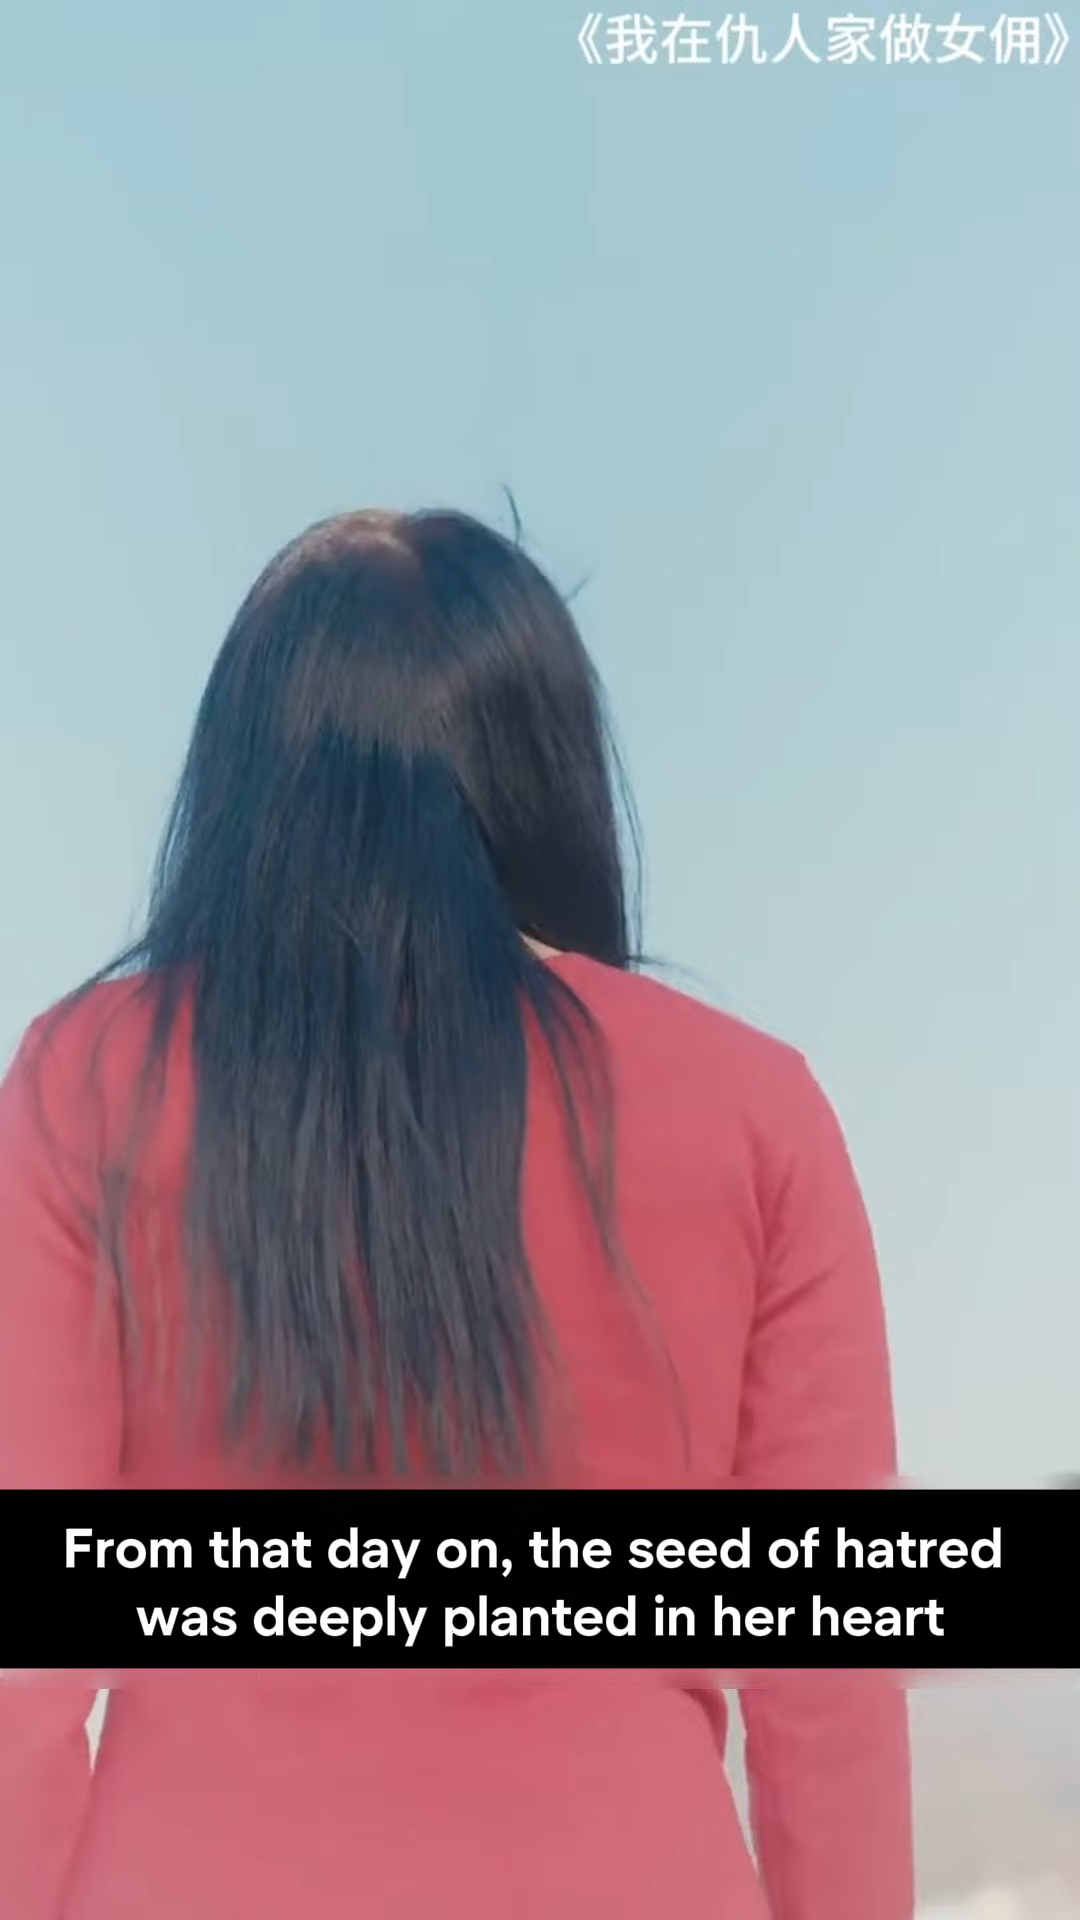 《我在仇人家做女佣》
From that day on, the seed of hatred
was deeply planted in her heart